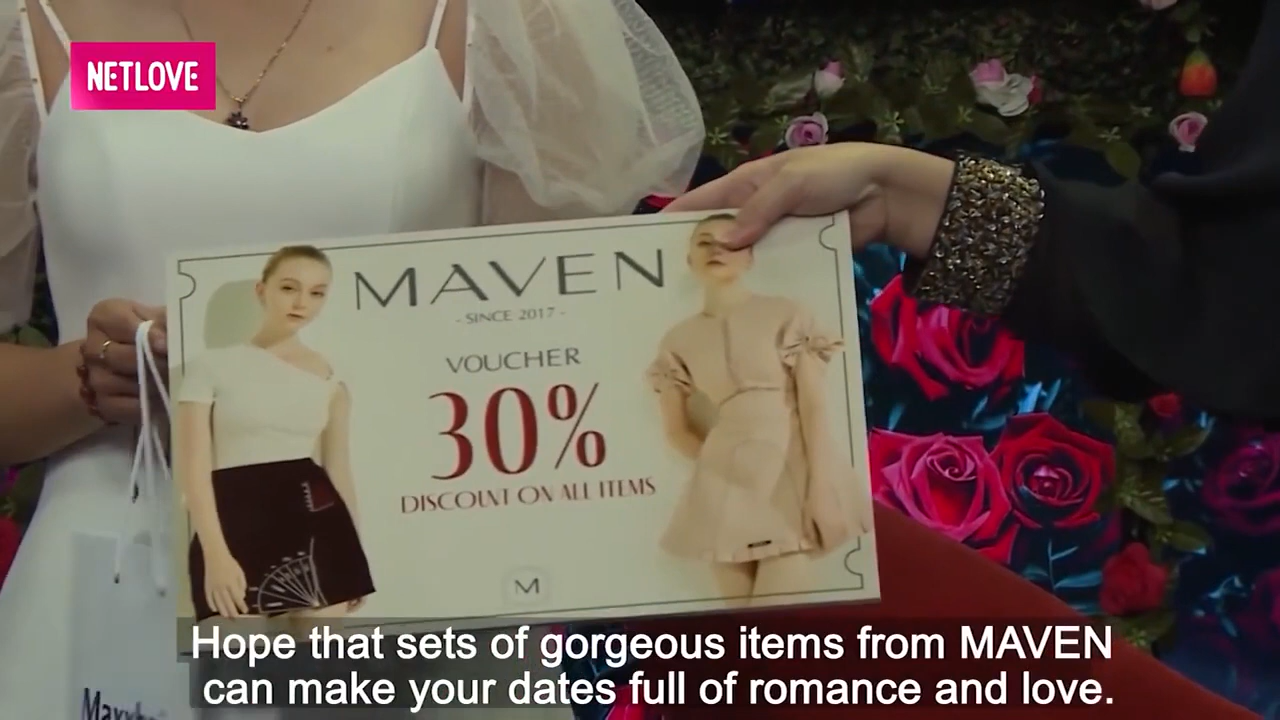 NETLOVE
MAVEN
- SINCE 2017 -
VOUCHER
30%
DISCOUNT ON ALL ITEMS
M
Hope that sets of gorgeous items from MAVEN
can make your dates full of romance and love.